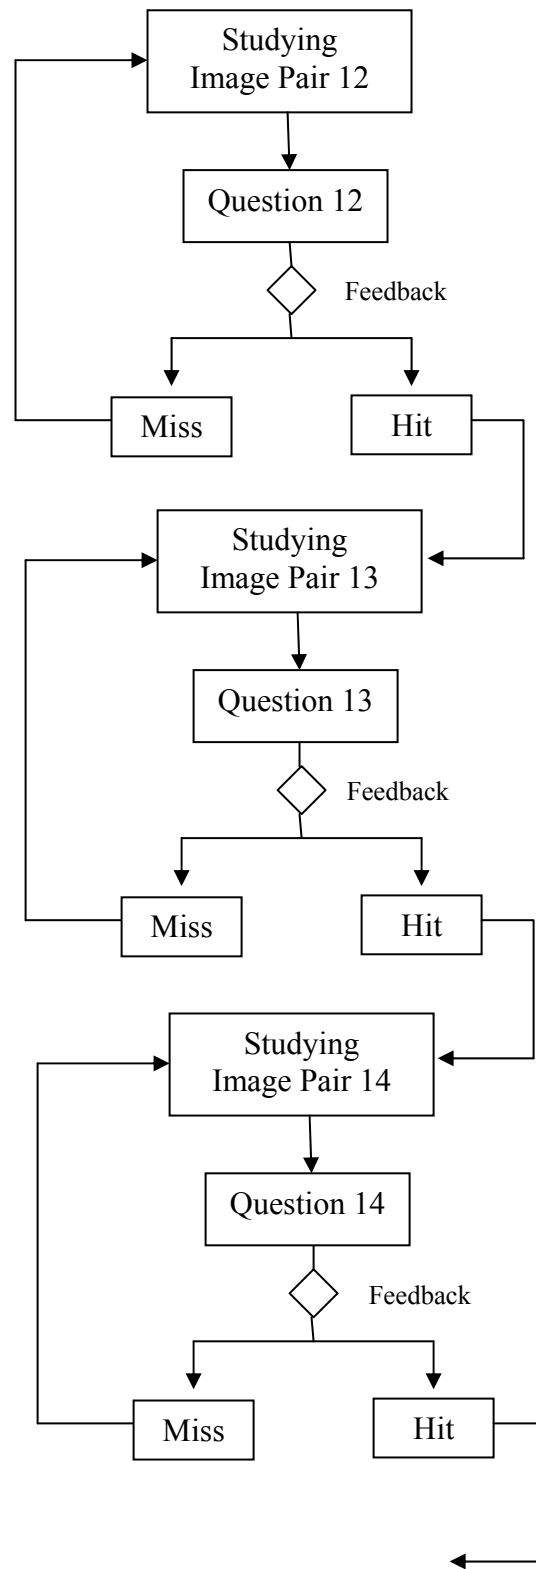 Studying
Image Pair 12
Question 12
Feedback
Miss
Hit
Studying
Image Pair 13
Question 13
Feedback
Miss
Hit
Studying
Image Pair 14
Question 14
Feedback
Miss
Hit